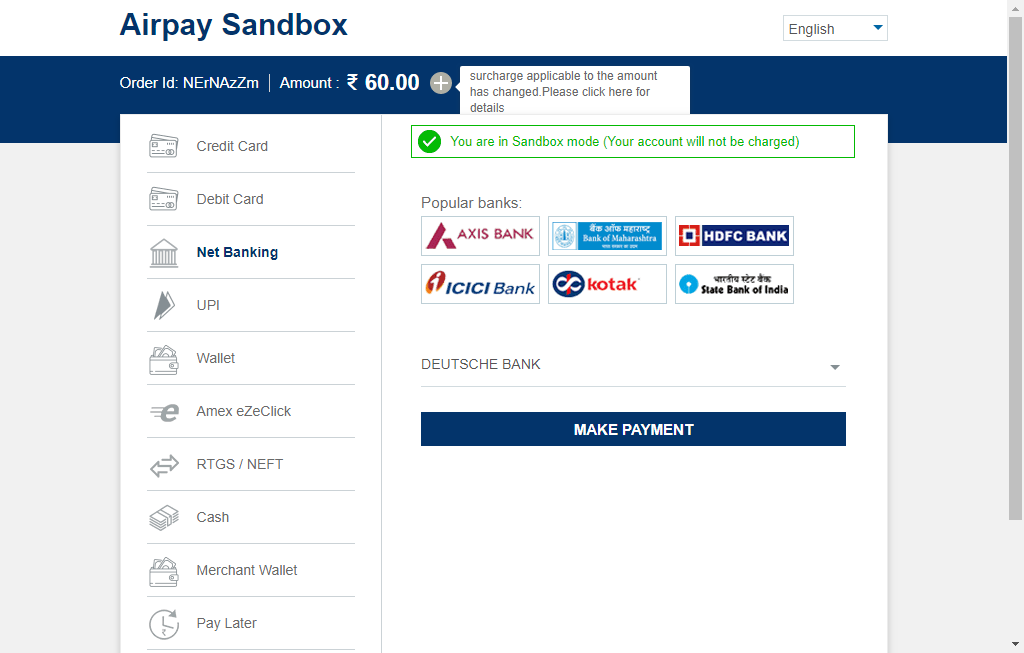 Airpay Sandbox
English
Order Id: NErNAzZm
Amount : ₹ 60.00
surcharge applicable to the amount
has changed.Please click here for
details
Credit Card
Debit Card
Net Banking
UPI
Wallet
Amex eZeClick
RTGS / NEFT
Cash
Merchant Wallet
Pay Later
You are in Sandbox mode (Your account will not be charged)
Popular banks:
AXIS BANK
बैंक ऑफ महाराष्ट्र
Bank of Maharashtra
HDFC BANK
ICICI Bank
kotak
भारतीय स्टेट बैंक
State Bank of India
DEUTSCHE BANK
MAKE PAYMENT